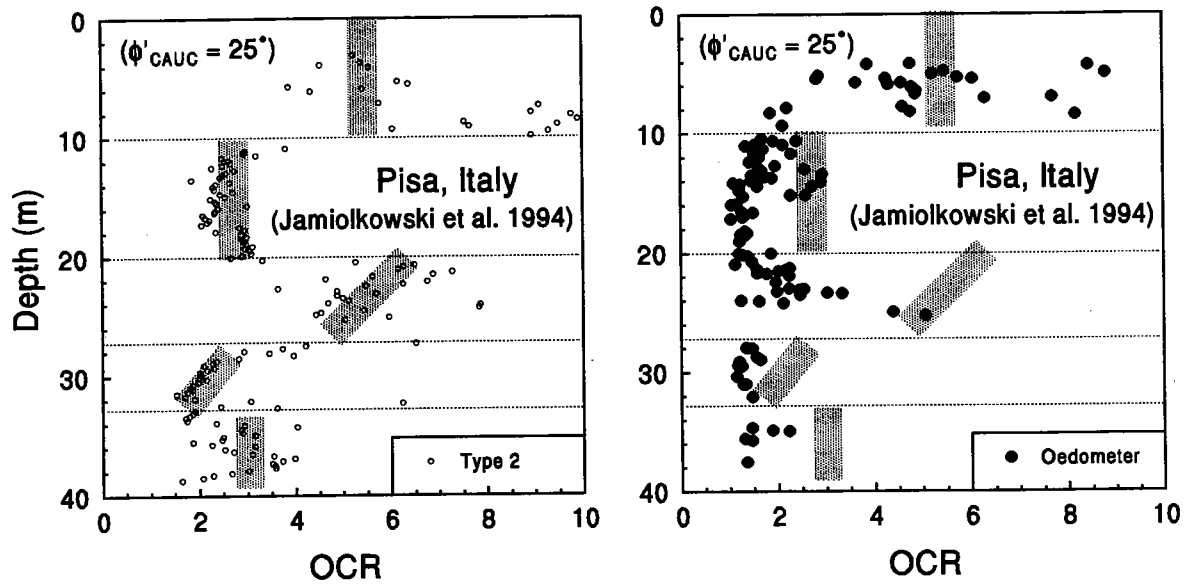 0
10
20
30
40
Depth (m)
(ϕ'CAUC = 25°)
Pisa, Italy
(Jamiolkowski et al. 1994)
Type 2
0 2 4 6 8 10
OCR
0
10
20
30
40
(ϕ'CAUC = 25°)
Pisa, Italy
(Jamiolkowski et al. 1994)
Oedometer
0 2 4 6 8 10
OCR